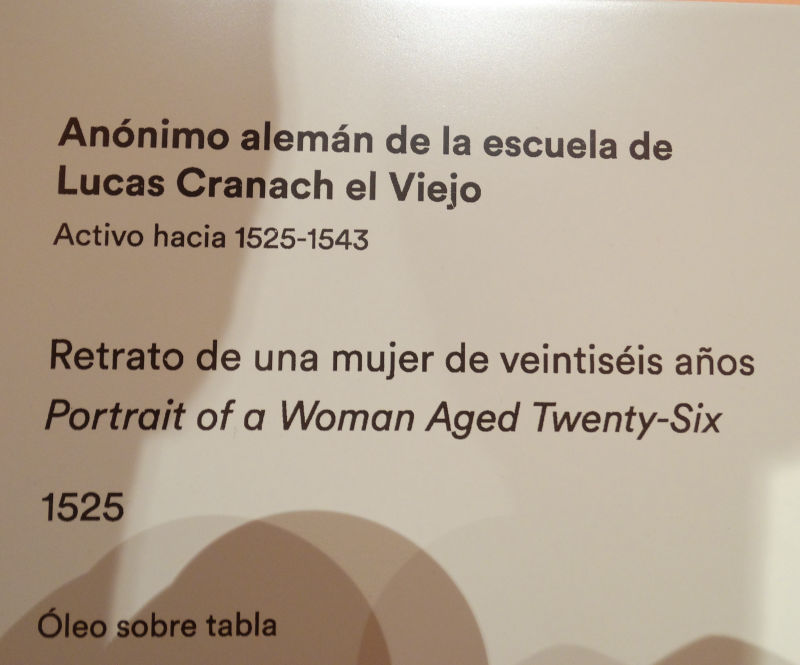 Anónimo alemán de la escuela de
Lucas Cranach el Viejo
Activo hacia 1525-1543
Retrato de una mujer de veintiséis años
Portrait of a Woman Aged Twenty-Six
1525
Óleo sobre tabla